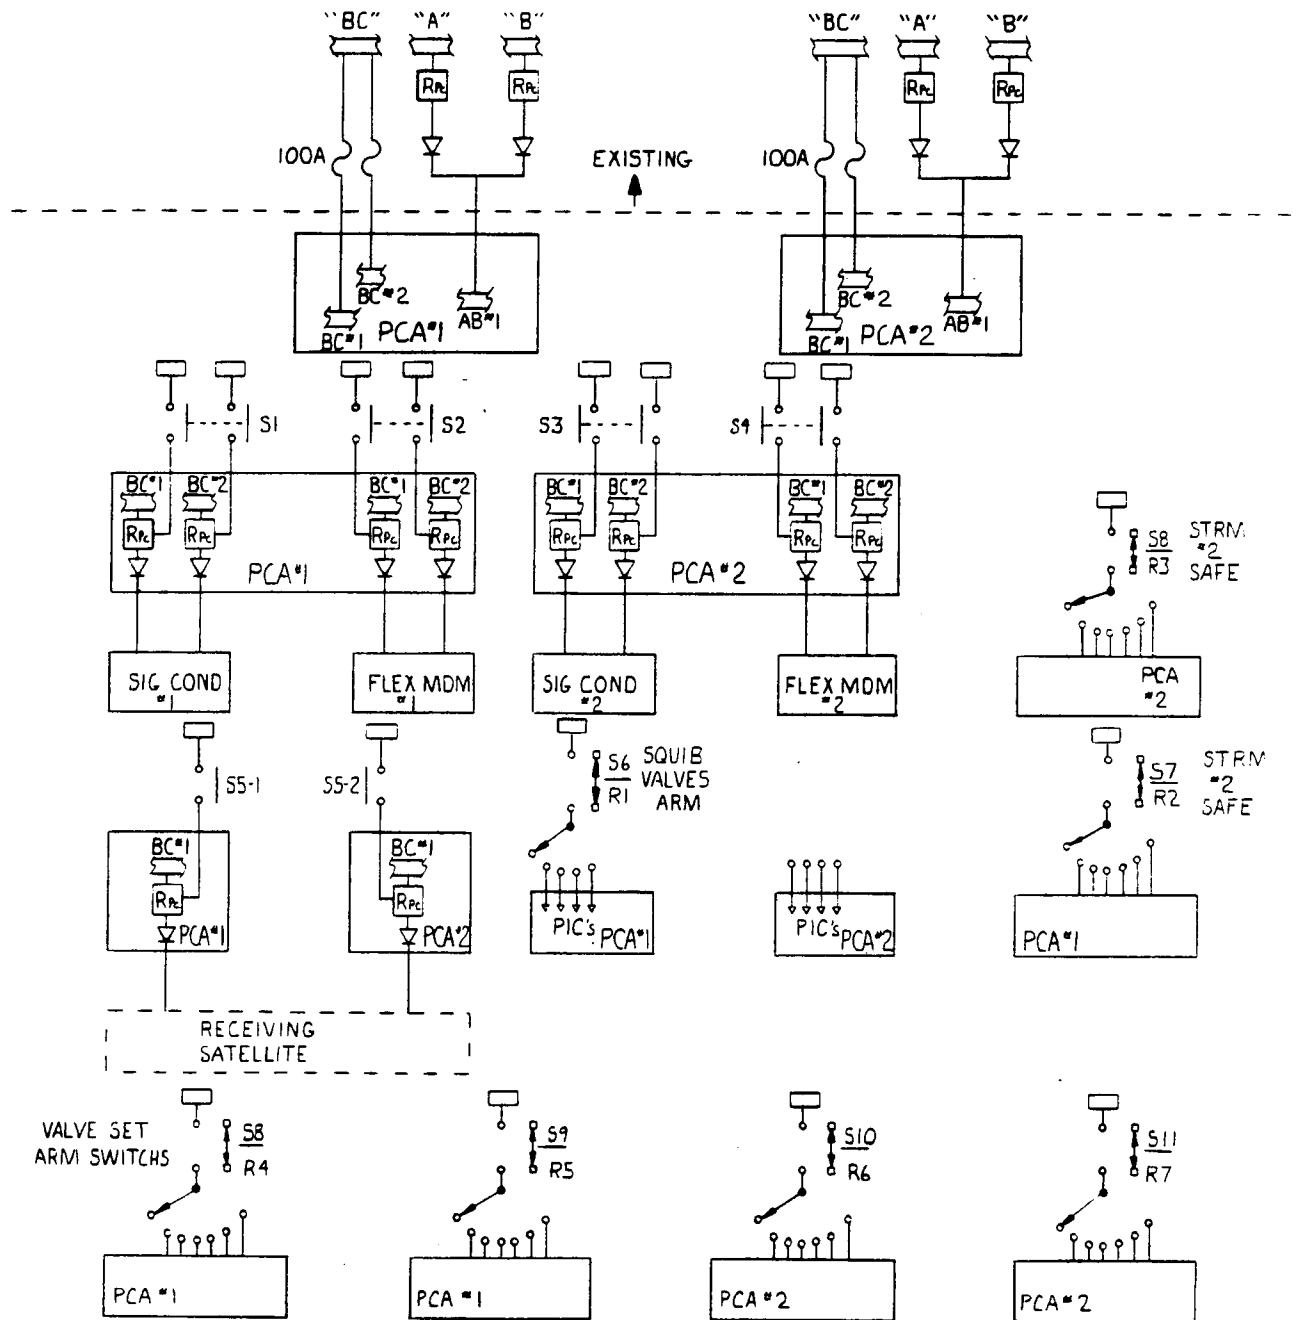 "BC" "A" "B" "BC" "A" "B"
RPC RPC RPC RPC
100A EXISTING 100A
BC#2 BC#2
BC#1 PCA#1 AB#1 BC#1 PCA#2 AB#1
S1 S2 S3 S4
BC#1 BC#2 BC#1 BC#2 BC#1 BC#2 BC#1 BC#2
RPC RPC RPC RPC RPC RPC RPC RPC
PCA#1 PCA#2
S8 STRM
R3 #2
SAFE
SIG COND
#1
FLEX MDM
#1
SIG COND
#2
FLEX MDM
#2
PCA
#2
S5-1 S5-2
S6 SQUIB
R1 VALVES
ARM
S7 STRM
R2 #2
SAFE
BC#1 BC#1
RPC RPC
PCA#1 PCA#2
PIC's PCA#1
PIC's PCA#2
PCA#1
RECEIVING
SATELLITE
VALVE SET
ARM SWITCHS
S8
R4
S9
R5
S10
R6
S11
R7
PCA#1 PCA#1 PCA#2 PCA#2